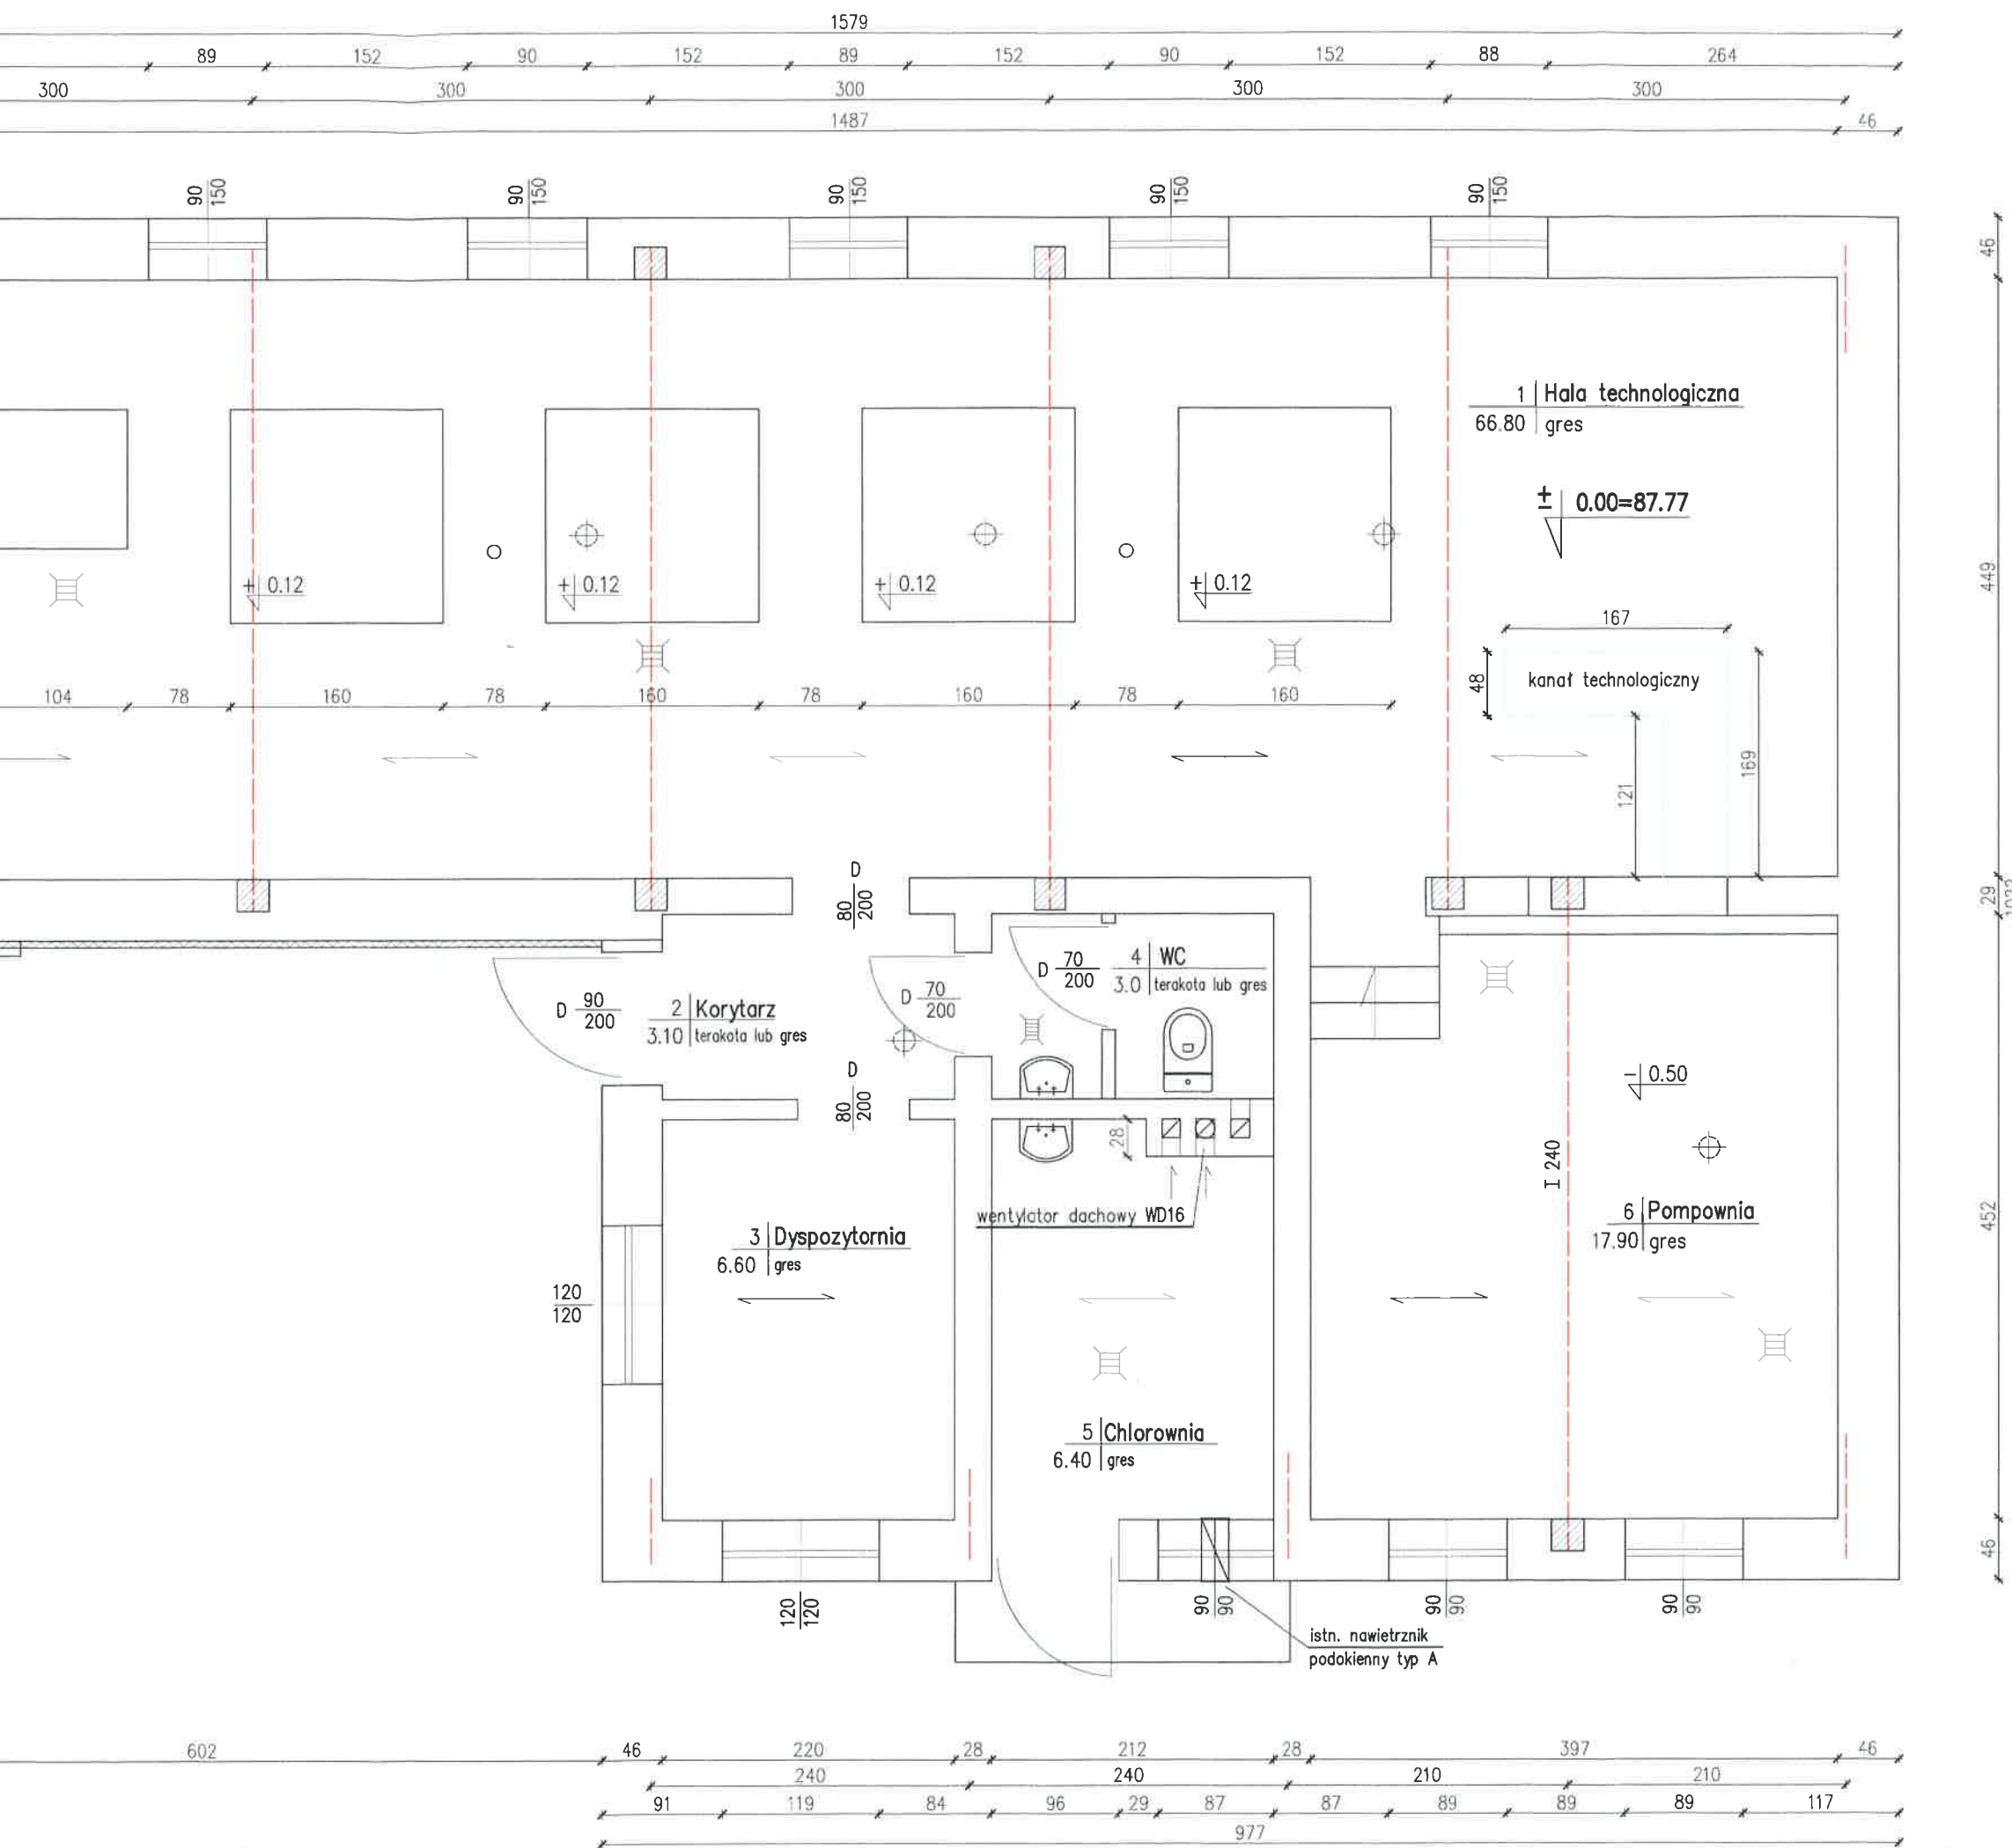 1579
89 152 90 152 89 152 90 152 88 264
300 300 300 300 300
1487 46
90 150 90 150 90 150 90 150 90 150
46
1 Hala technologiczna
66.80 gres
± 0.00=87.77
+ 0.12 + 0.12 + 0.12 + 0.12
449
167
48 kanał technologiczny
104 78 160 78 160 78 160 78 160
169
121
D
80 200
29
4 WC
D 70 200
3.0 terakota lub gres
D 90 200
2 Korytarz
3.10 terakota lub gres
D 70 200
D
80 200
- 0.50
28
I 240
wentylator dachowy WD16
6 Pompownia
17.90 gres
452
3 Dyspozytornia
6.60 gres
120
120
5 Chlorownia
6.40 gres
46
120 120
90 90 90 90 90 90
istn. nawietrznik
podokienny typ A
602 46 220 28 212 28 397 46
240 240 210 210
91 119 84 96 29 87 87 89 89 89 117
977